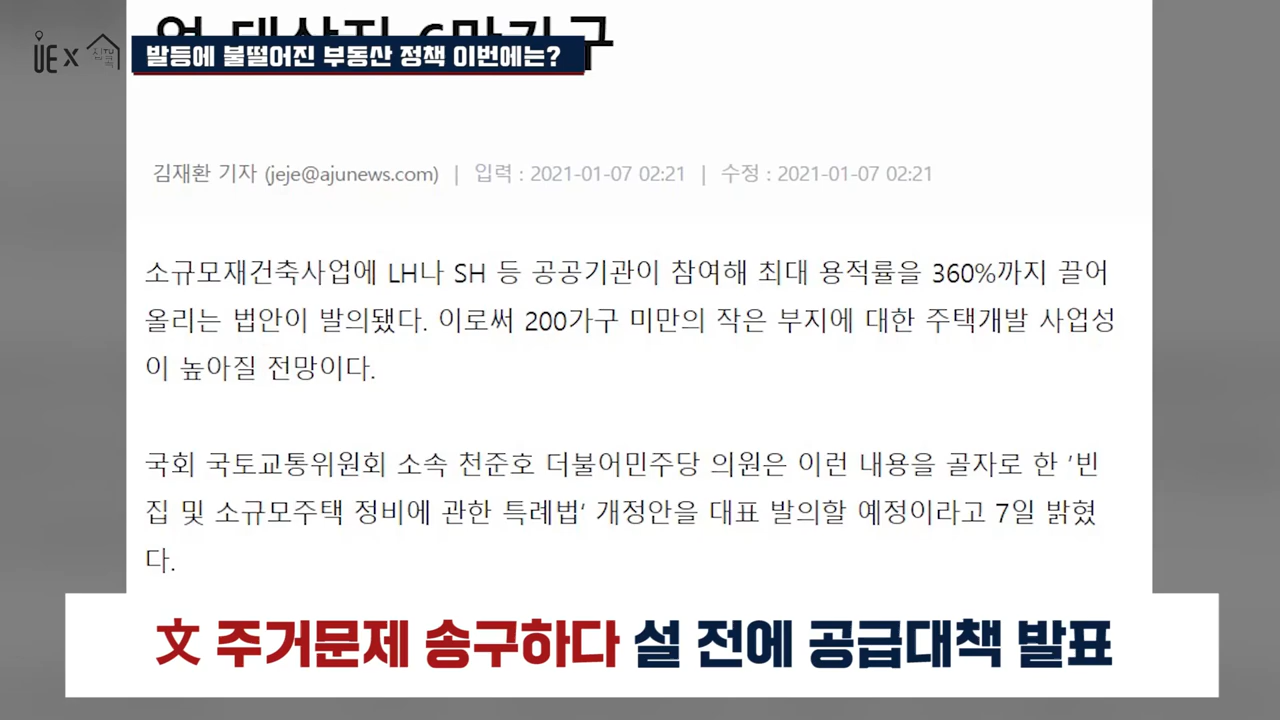 6만가구
UE X
발등에 불떨어진 부동산 정책 이번에는?
김재환 기자 (jeje@ajunews.com) | 입력 : 2021-01-07 02:21 | 수정 : 2021-01-07 02:21
소규모재건축사업에 LH나 SH 등 공공기관이 참여해 최대 용적률을 360%까지 끌어
올리는 법안이 발의됐다. 이로써 200가구 미만의 작은 부지에 대한 주택개발 사업성
이 높아질 전망이다.
국회 국토교통위원회 소속 천준호 더불어민주당 의원은 이런 내용을 골자로 한 ‘빈
집 및 소규모주택 정비에 관한 특례법‘ 개정안을 대표 발의할 예정이라고 7일 밝혔
다.
文 주거문제 송구하다 설 전에 공급대책 발표